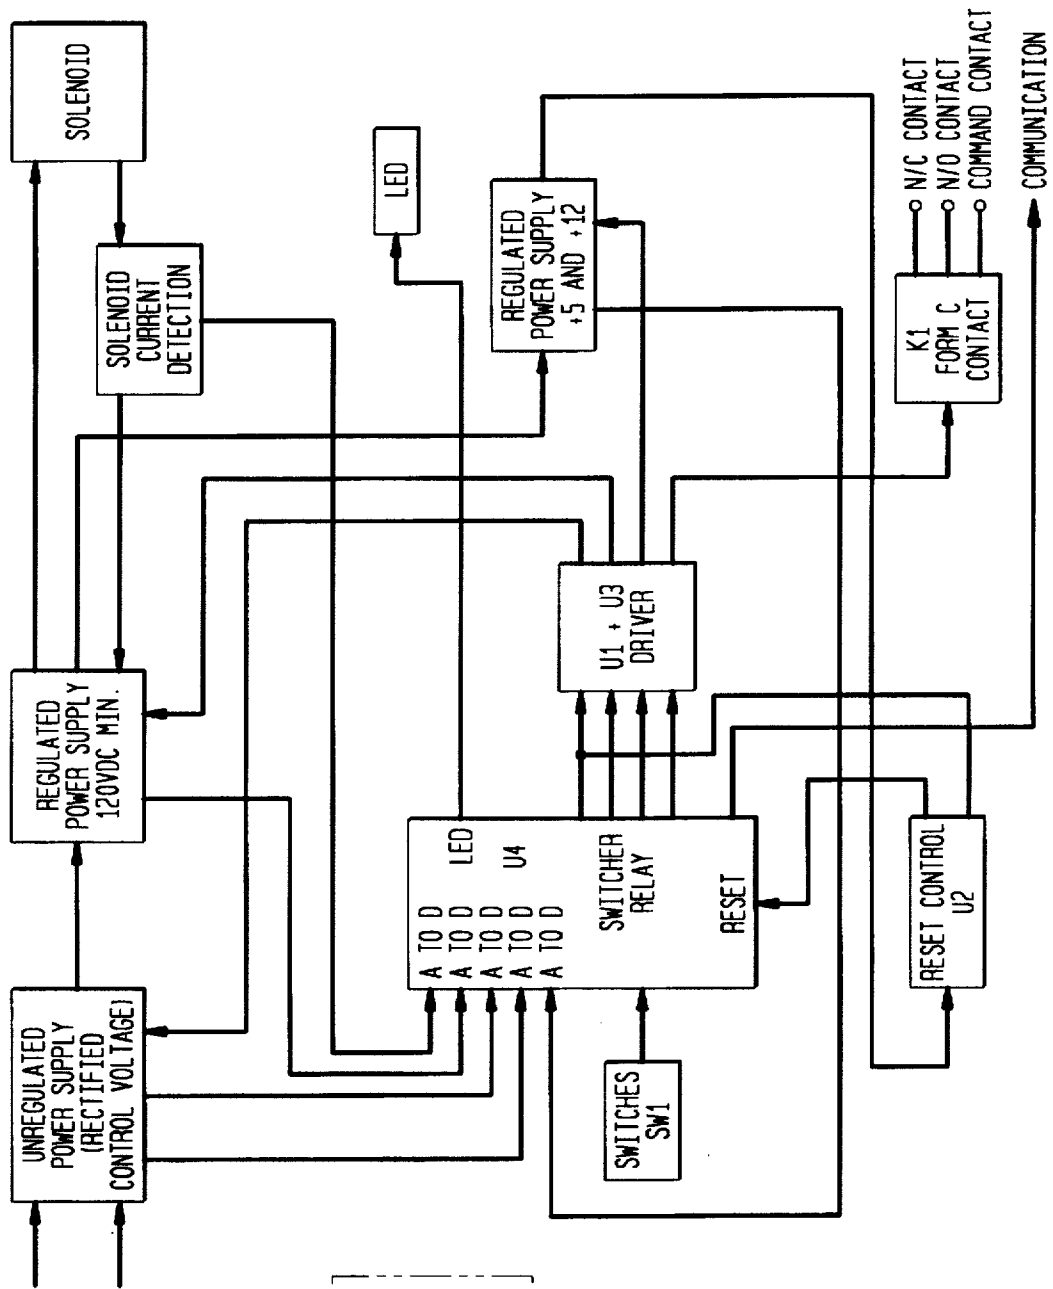 UNREGULATED
POWER SUPPLY
(RECTIFIED
CONTROL VOLTAGE)
REGULATED
POWER SUPPLY
120VDC MIN.
SOLENOID
CURRENT
DETECTION
SOLENOID
A TO D
A TO D
A TO D
A TO D
A TO D
LED
U4
SWITCHER
RELAY
RESET
LED
SWITCHES
SW1
U1 + U3
DRIVER
REGULATED
POWER SUPPLY
+5 AND +12
RESET CONTROL
U2
K1
FORM C
CONTACT
N/C CONTACT
N/O CONTACT
COMMAND CONTACT
COMMUNICATION